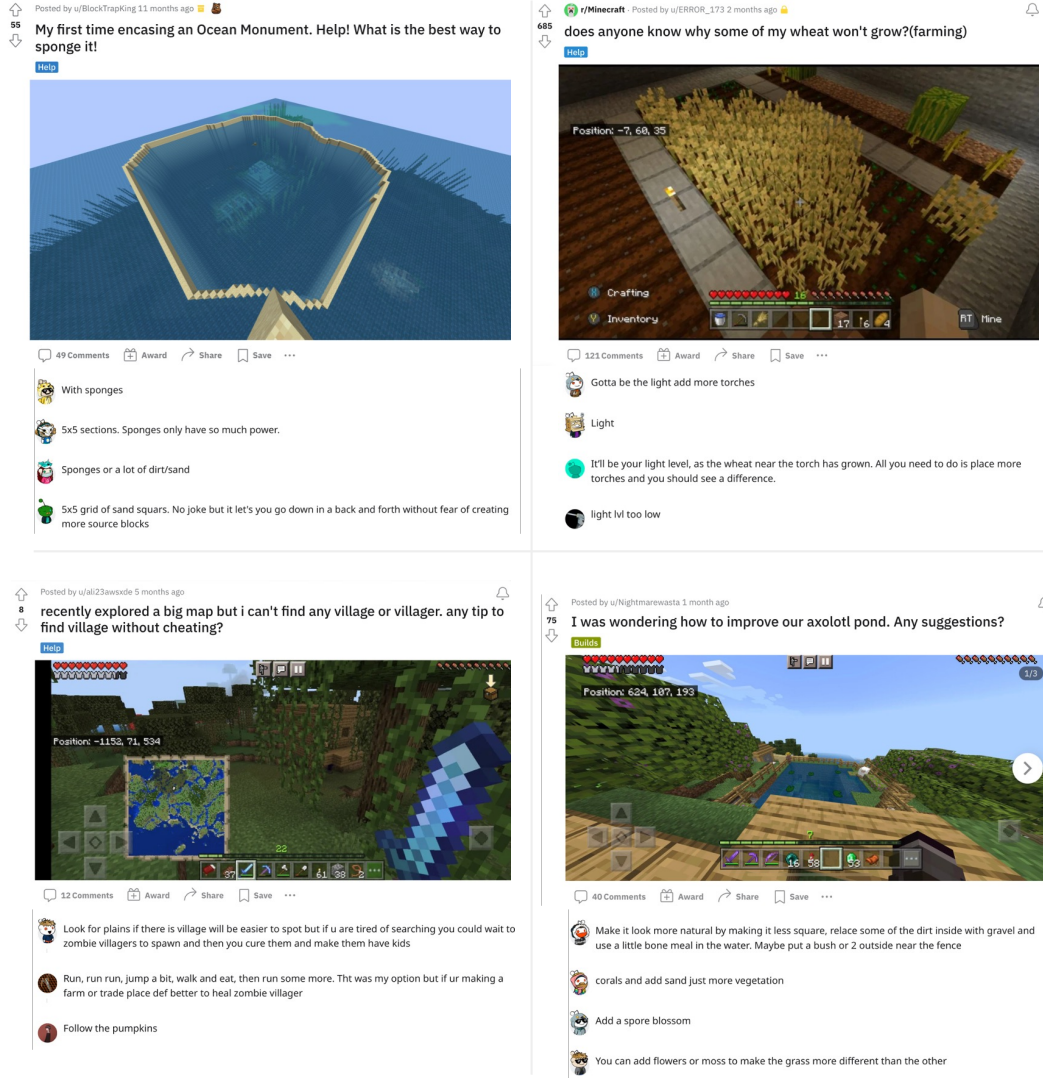 Posted by u/BlockTrapKing 11 months ago
55
My first time encasing an Ocean Monument. Help! What is the best way to
sponge it!
Help
49 Comments Award Share Save
With sponges
5x5 sections. Sponges only have so much power.
Sponges or a lot of dirt/sand
5x5 grid of sand squars. No joke but it let's you go down in a back and forth without fear of creating
more source blocks
r/Minecraft · Posted by u/ERROR_173 2 months ago
685
does anyone know why some of my wheat won't grow?(farming)
Help
Position: -7, 60, 35
Crafting
16
Inventory
17 6 4
RT Mine
121 Comments Award Share Save
Gotta be the light add more torches
Light
It'll be your light level, as the wheat near the torch has grown. All you need to do is place more
torches and you should see a difference.
light lvl too low
Posted by u/ali23awsxde 5 months ago
8
recently explored a big map but i can't find any village or villager. any tip to
find village without cheating?
Help
Position: -1152, 71, 534
22
37 61 38 2
12 Comments Award Share Save
Look for plains if there is village will be easier to spot but if u are tired of searching you could wait to
zombie villagers to spawn and then you cure them and make them have kids
Run, run run, jump a bit, walk and eat, then run some more. Tht was my option but if ur making a
farm or trade place def better to heal zombie villager
Follow the pumpkins
Posted by u/Nightmarewasta 1 month ago
75
I was wondering how to improve our axolotl pond. Any suggestions?
Builds
1/3
Position: 624, 107, 193
7
16 58 53
40 Comments Award Share Save
Make it look more natural by making it less square, relace some of the dirt inside with gravel and
use a little bone meal in the water. Maybe put a bush or 2 outside near the fence
corals and add sand just more vegetation
Add a spore blossom
You can add flowers or moss to make the grass more different than the other